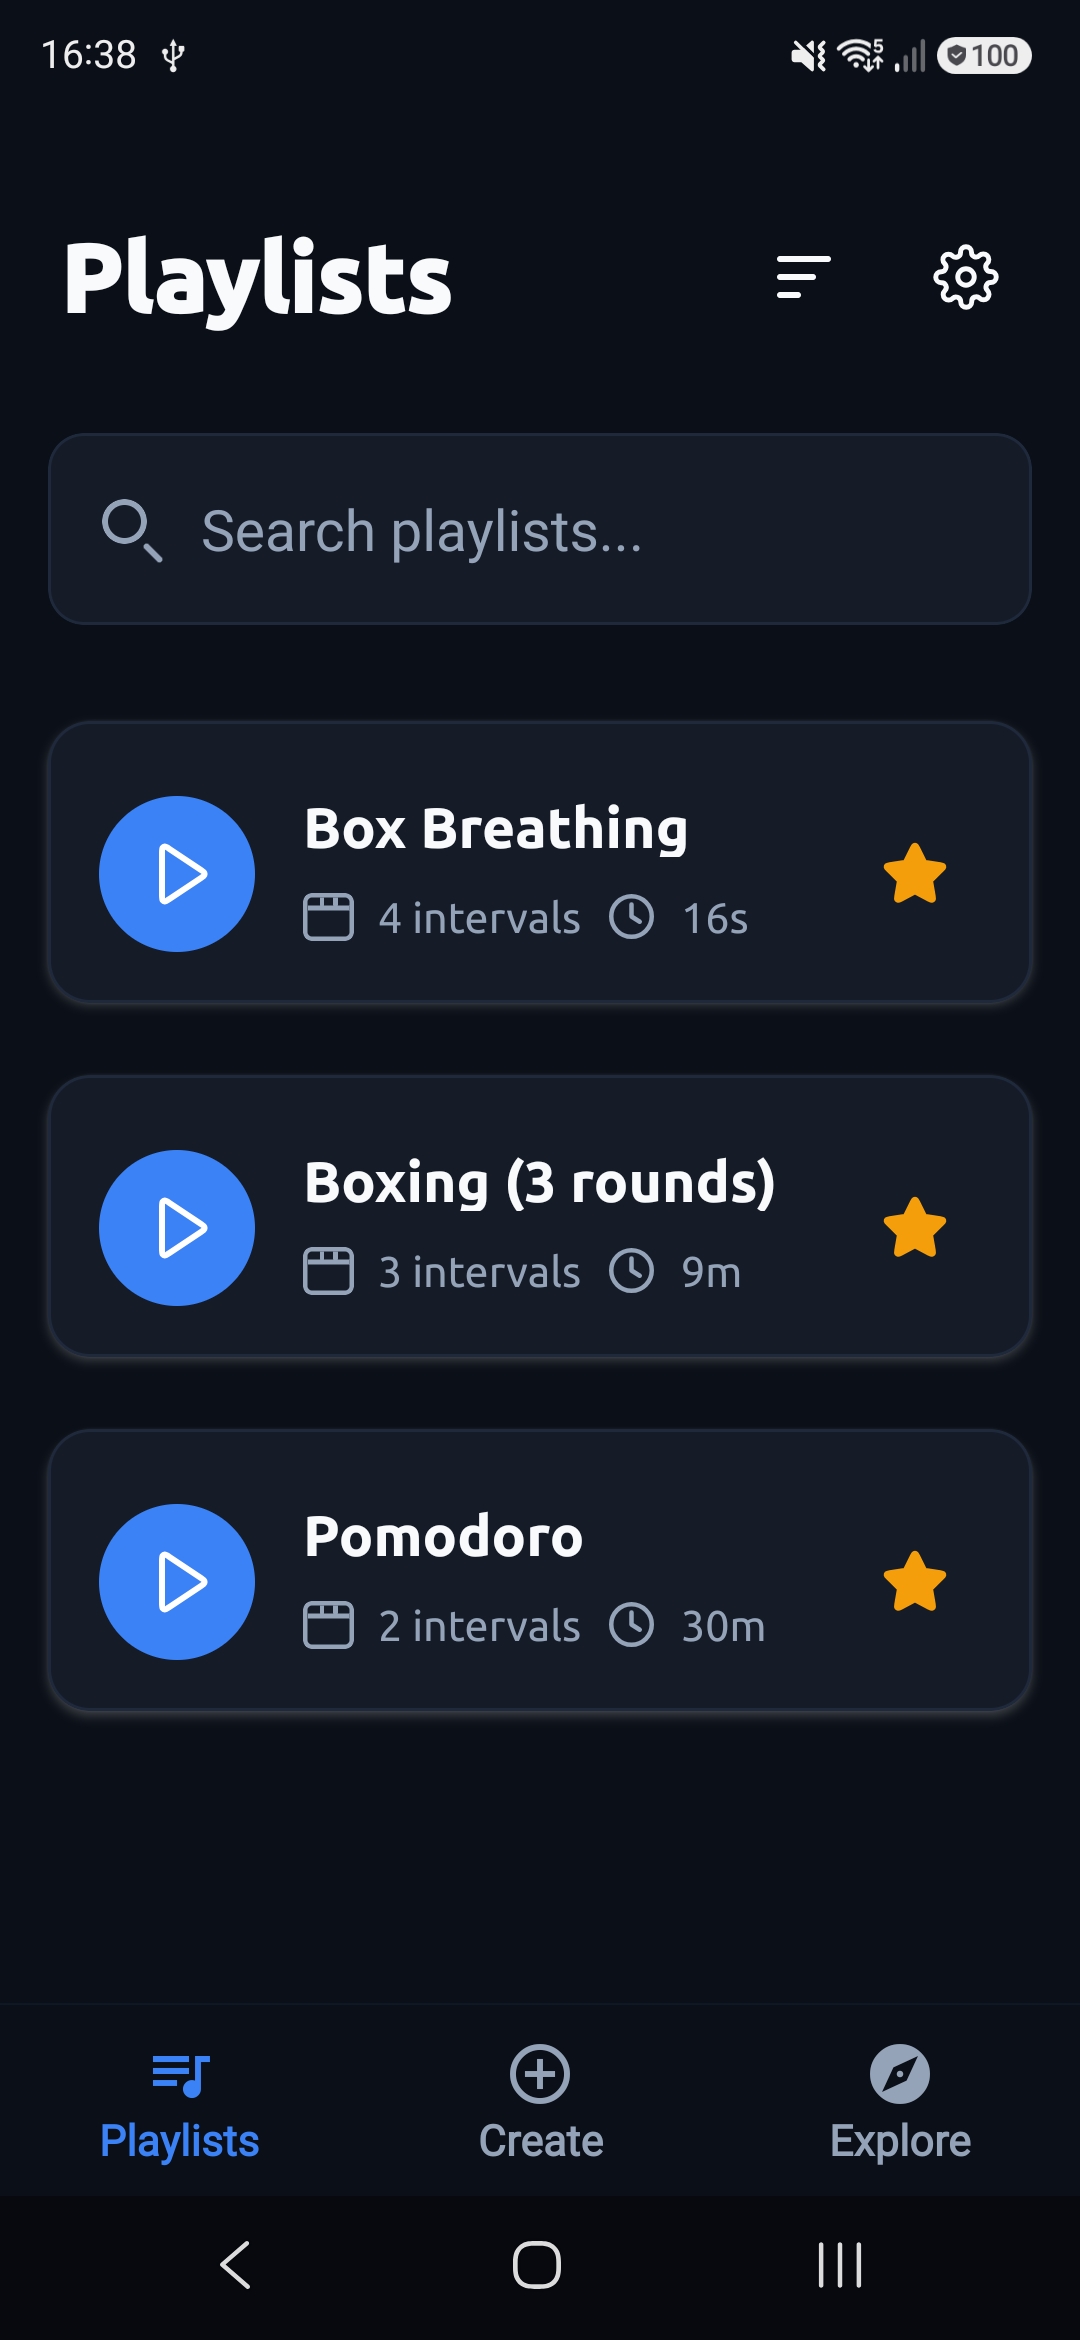 16:38
5
100
Playlists
Search playlists...
Box Breathing
4 intervals 16s
Boxing (3 rounds)
3 intervals 9m
Pomodoro
2 intervals 30m
Playlists Create Explore